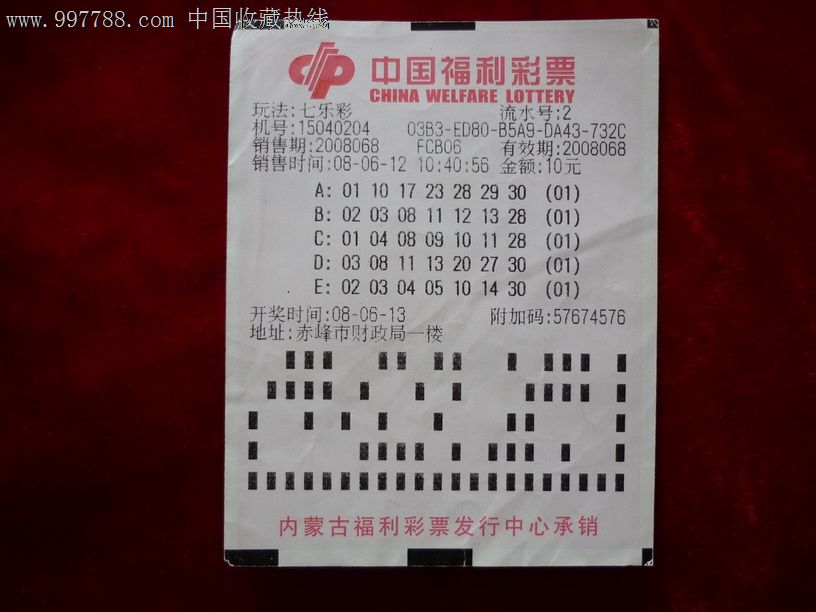 www.997788.com 中国收藏热线
中国福利彩票
CHINA WELFARE LOTTERY
玩法:七乐彩 流水号:2
机号:15040204 03B3-ED80-B5A9-DA43-732C
销售期:2008068 FCB06 有效期:2008068
销售时间:08-06-12 10:40:56 金额:10元
A: 01 10 17 23 28 29 30 (01)
B: 02 03 08 11 12 13 28 (01)
C: 01 04 08 09 10 11 28 (01)
D: 03 08 11 13 20 27 30 (01)
E: 02 03 04 05 10 14 30 (01)
开奖时间:08-06-13 附加码:57674576
地址:赤峰市财政局一楼
内蒙古福利彩票发行中心承销